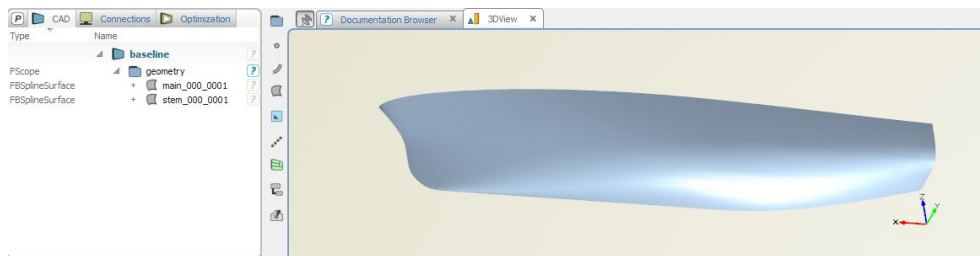 P CAD Connections Optimization
Type Name
baseline ?
FScope geometry ?
FBSplineSurface + main_000_0001 ?
FBSplineSurface + stem_000_0001 ?
? Documentation Browser x 3DView x
Z
Y
X